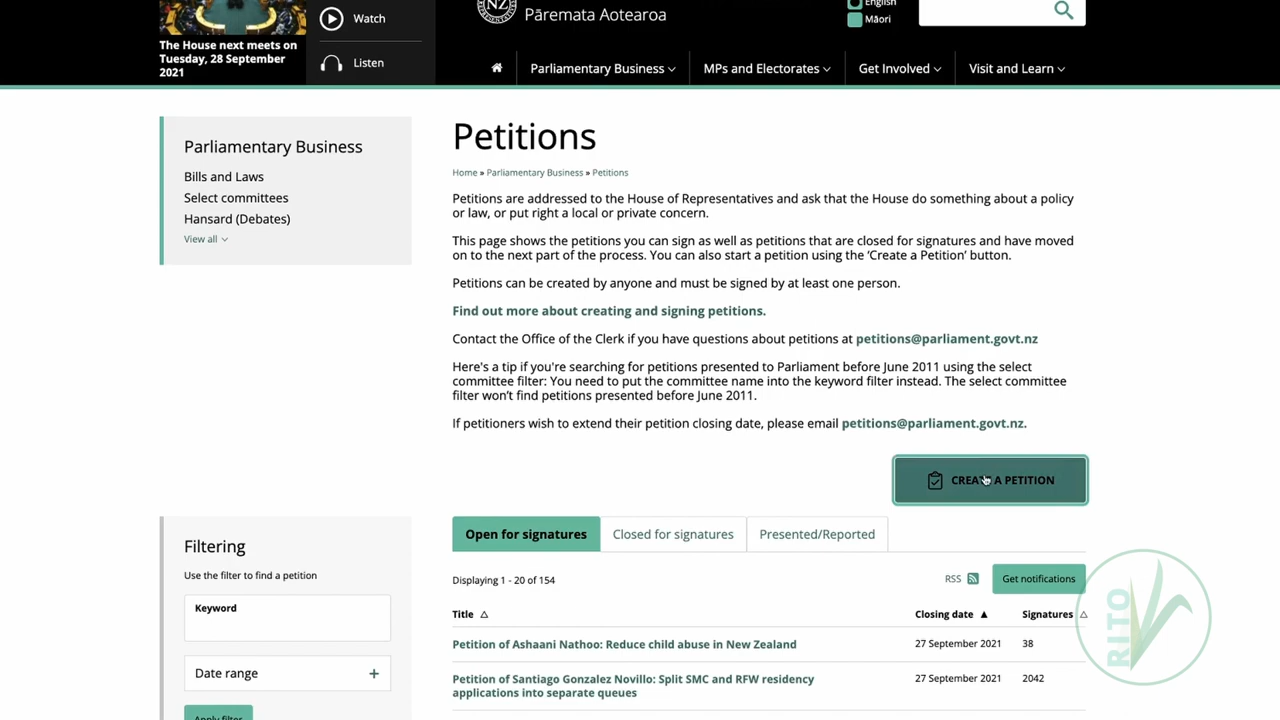 The House next meets on
Tuesday, 28 September
2021
Watch
Listen
NZ
Pāremata Aotearoa
English
Māori
Parliamentary Business
MPs and Electorates
Get Involved
Visit and Learn
Parliamentary Business
Bills and Laws
Select committees
Hansard (Debates)
View all
Petitions
Home » Parliamentary Business » Petitions
Petitions are addressed to the House of Representatives and ask that the House do something about a policy
or law, or put right a local or private concern.
This page shows the petitions you can sign as well as petitions that are closed for signatures and have moved
on to the next part of the process. You can also start a petition using the ‘Create a Petition’ button.
Petitions can be created by anyone and must be signed by at least one person.
Find out more about creating and signing petitions.
Contact the Office of the Clerk if you have questions about petitions at petitions@parliament.govt.nz
Here's a tip if you're searching for petitions presented to Parliament before June 2011 using the select
committee filter: You need to put the committee name into the keyword filter instead. The select committee
filter won’t find petitions presented before June 2011.
If petitioners wish to extend their petition closing date, please email petitions@parliament.govt.nz.
CREATE A PETITION
Filtering
Use the filter to find a petition
Keyword
Date range +
Apply filter
Open for signatures
Closed for signatures
Presented/Reported
Displaying 1 - 20 of 154
RSS
Get notifications
Title
Closing date
Signatures
Petition of Ashaani Nathoo: Reduce child abuse in New Zealand
27 September 2021
38
Petition of Santiago Gonzalez Novillo: Split SMC and RFW residency
applications into separate queues
27 September 2021
2042
RITO